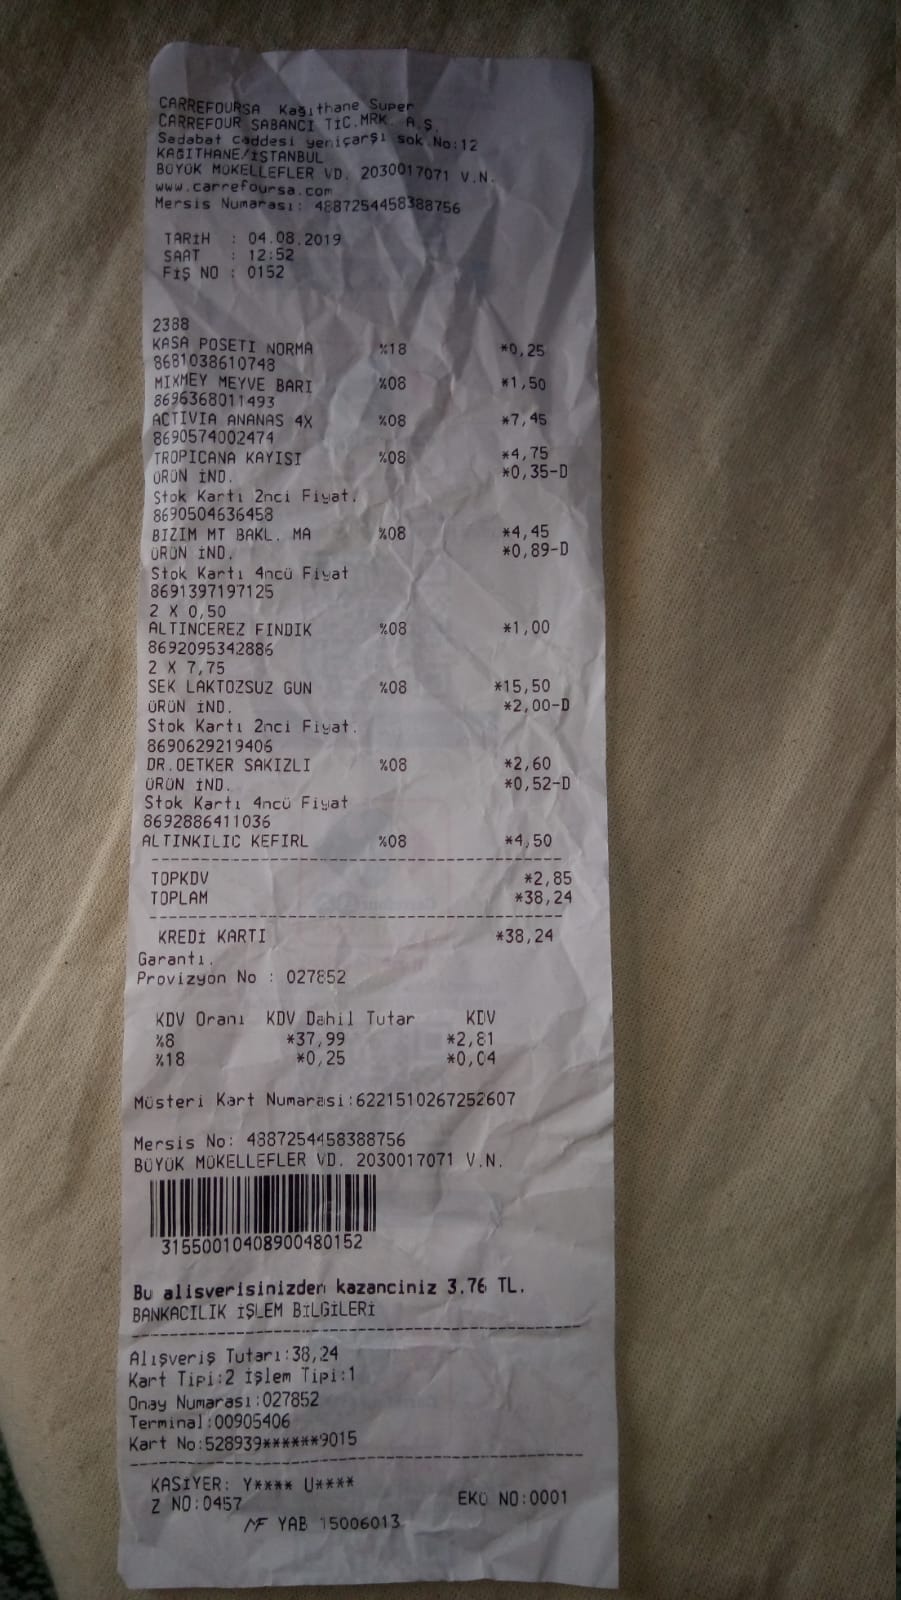 CARREFOURSA Kağıthane Super
CARREFOUR SABANCI TİC.MRK. A.Ş.
Sadabat caddesi yeniçarşı sok.No:12
KAĞITHANE/İSTANBUL
BÜYÜK MÜKELLEFLER VD. 2030017071 V.N.
www.carrefoursa.com
Mersis Numarası: 4887254458388756
TARİH : 04.08.2019
SAAT : 12:52
FİŞ NO : 0152
2388
KASA POSETI NORMA %18 *0,25
8681038610748
MIXMEY MEYVE BARI %08 *1,50
8696368011493
ACTIVIA ANANAS 4X %08 *7,45
8690574002474
TROPICANA KAYISI %08 *4,75
ÜRÜN İND. *0,35-D
Stok Kartı 2nci Fiyat.
8690504636458
BIZIM MT BAKL. MA %08 *4,45
ÜRÜN İND. *0,89-D
Stok Kartı 4ncü Fiyat
8691397197125
2 X 0,50
ALTINCEREZ FINDIK %08 *1,00
8692095342886
2 X 7,75
SEK LAKTOZSUZ GUN %08 *15,50
ÜRÜN İND. *2,00-D
Stok Kartı 2nci Fiyat.
8690629219406
DR.OETKER SAKIZLI %08 *2,60
ÜRÜN İND. *0,52-D
Stok Kartı 4ncü Fiyat
8692886411036
ALTINKILIC KEFIRL %08 *4,50
TOPKDV *2,85
TOPLAM *38,24
KREDİ KARTI *38,24
Garantı.
Provizyon No : 027852
KDV Oranı KDV Dahil Tutar KDV
%8 *37,99 *2,81
%18 *0,25 *0,04
Müsteri Kart Numarası:6221510267252607
Mersis No: 4887254458388756
BÜYÜK MÜKELLEFLER VD. 2030017071 V.N.
31550010408900480152
Bu alisverisinizden kazanciniz 3.76 TL.
BANKACILIK İŞLEM BİLGİLERİ
Alışveriş Tutarı:38,24
Kart Tipi:2 İşlem Tipi:1
Onay Numarası:027852
Terminal:00905406
Kart No:528939******9015
KASİYER: Y**** U****
Z NO:0457 EKÜ NO:0001
MF YAB 15006013